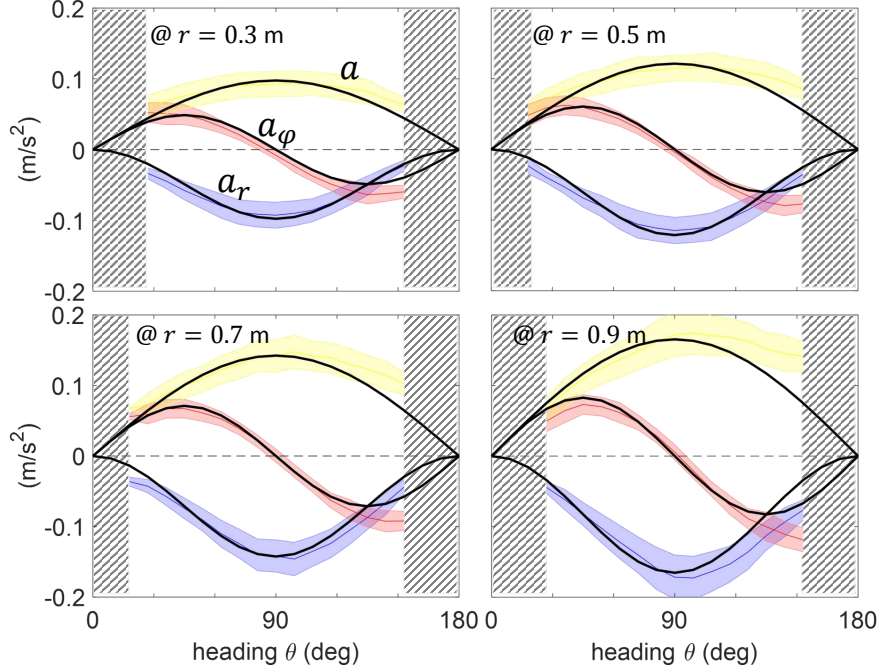 0.2
@ r = 0.3 m
@ r = 0.5 m
0.1
a
a_φ
0
a_r
-0.1
-0.2
(m/s²)
0.2
@ r = 0.7 m
@ r = 0.9 m
0.1
0
-0.1
-0.2
(m/s²)
0 90 180 0 90 180
heading θ (deg) heading θ (deg)